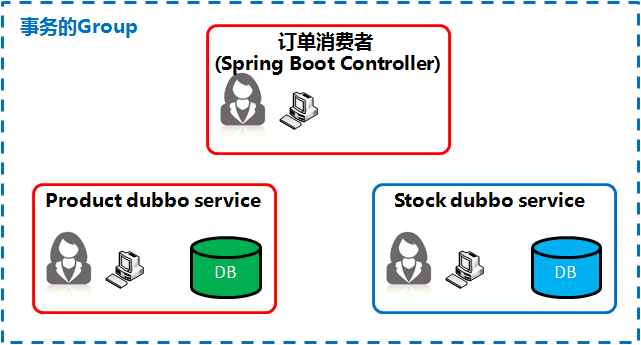 事务的Group
订单消费者
(Spring Boot Controller)
Product dubbo service
Stock dubbo service
DB
DB